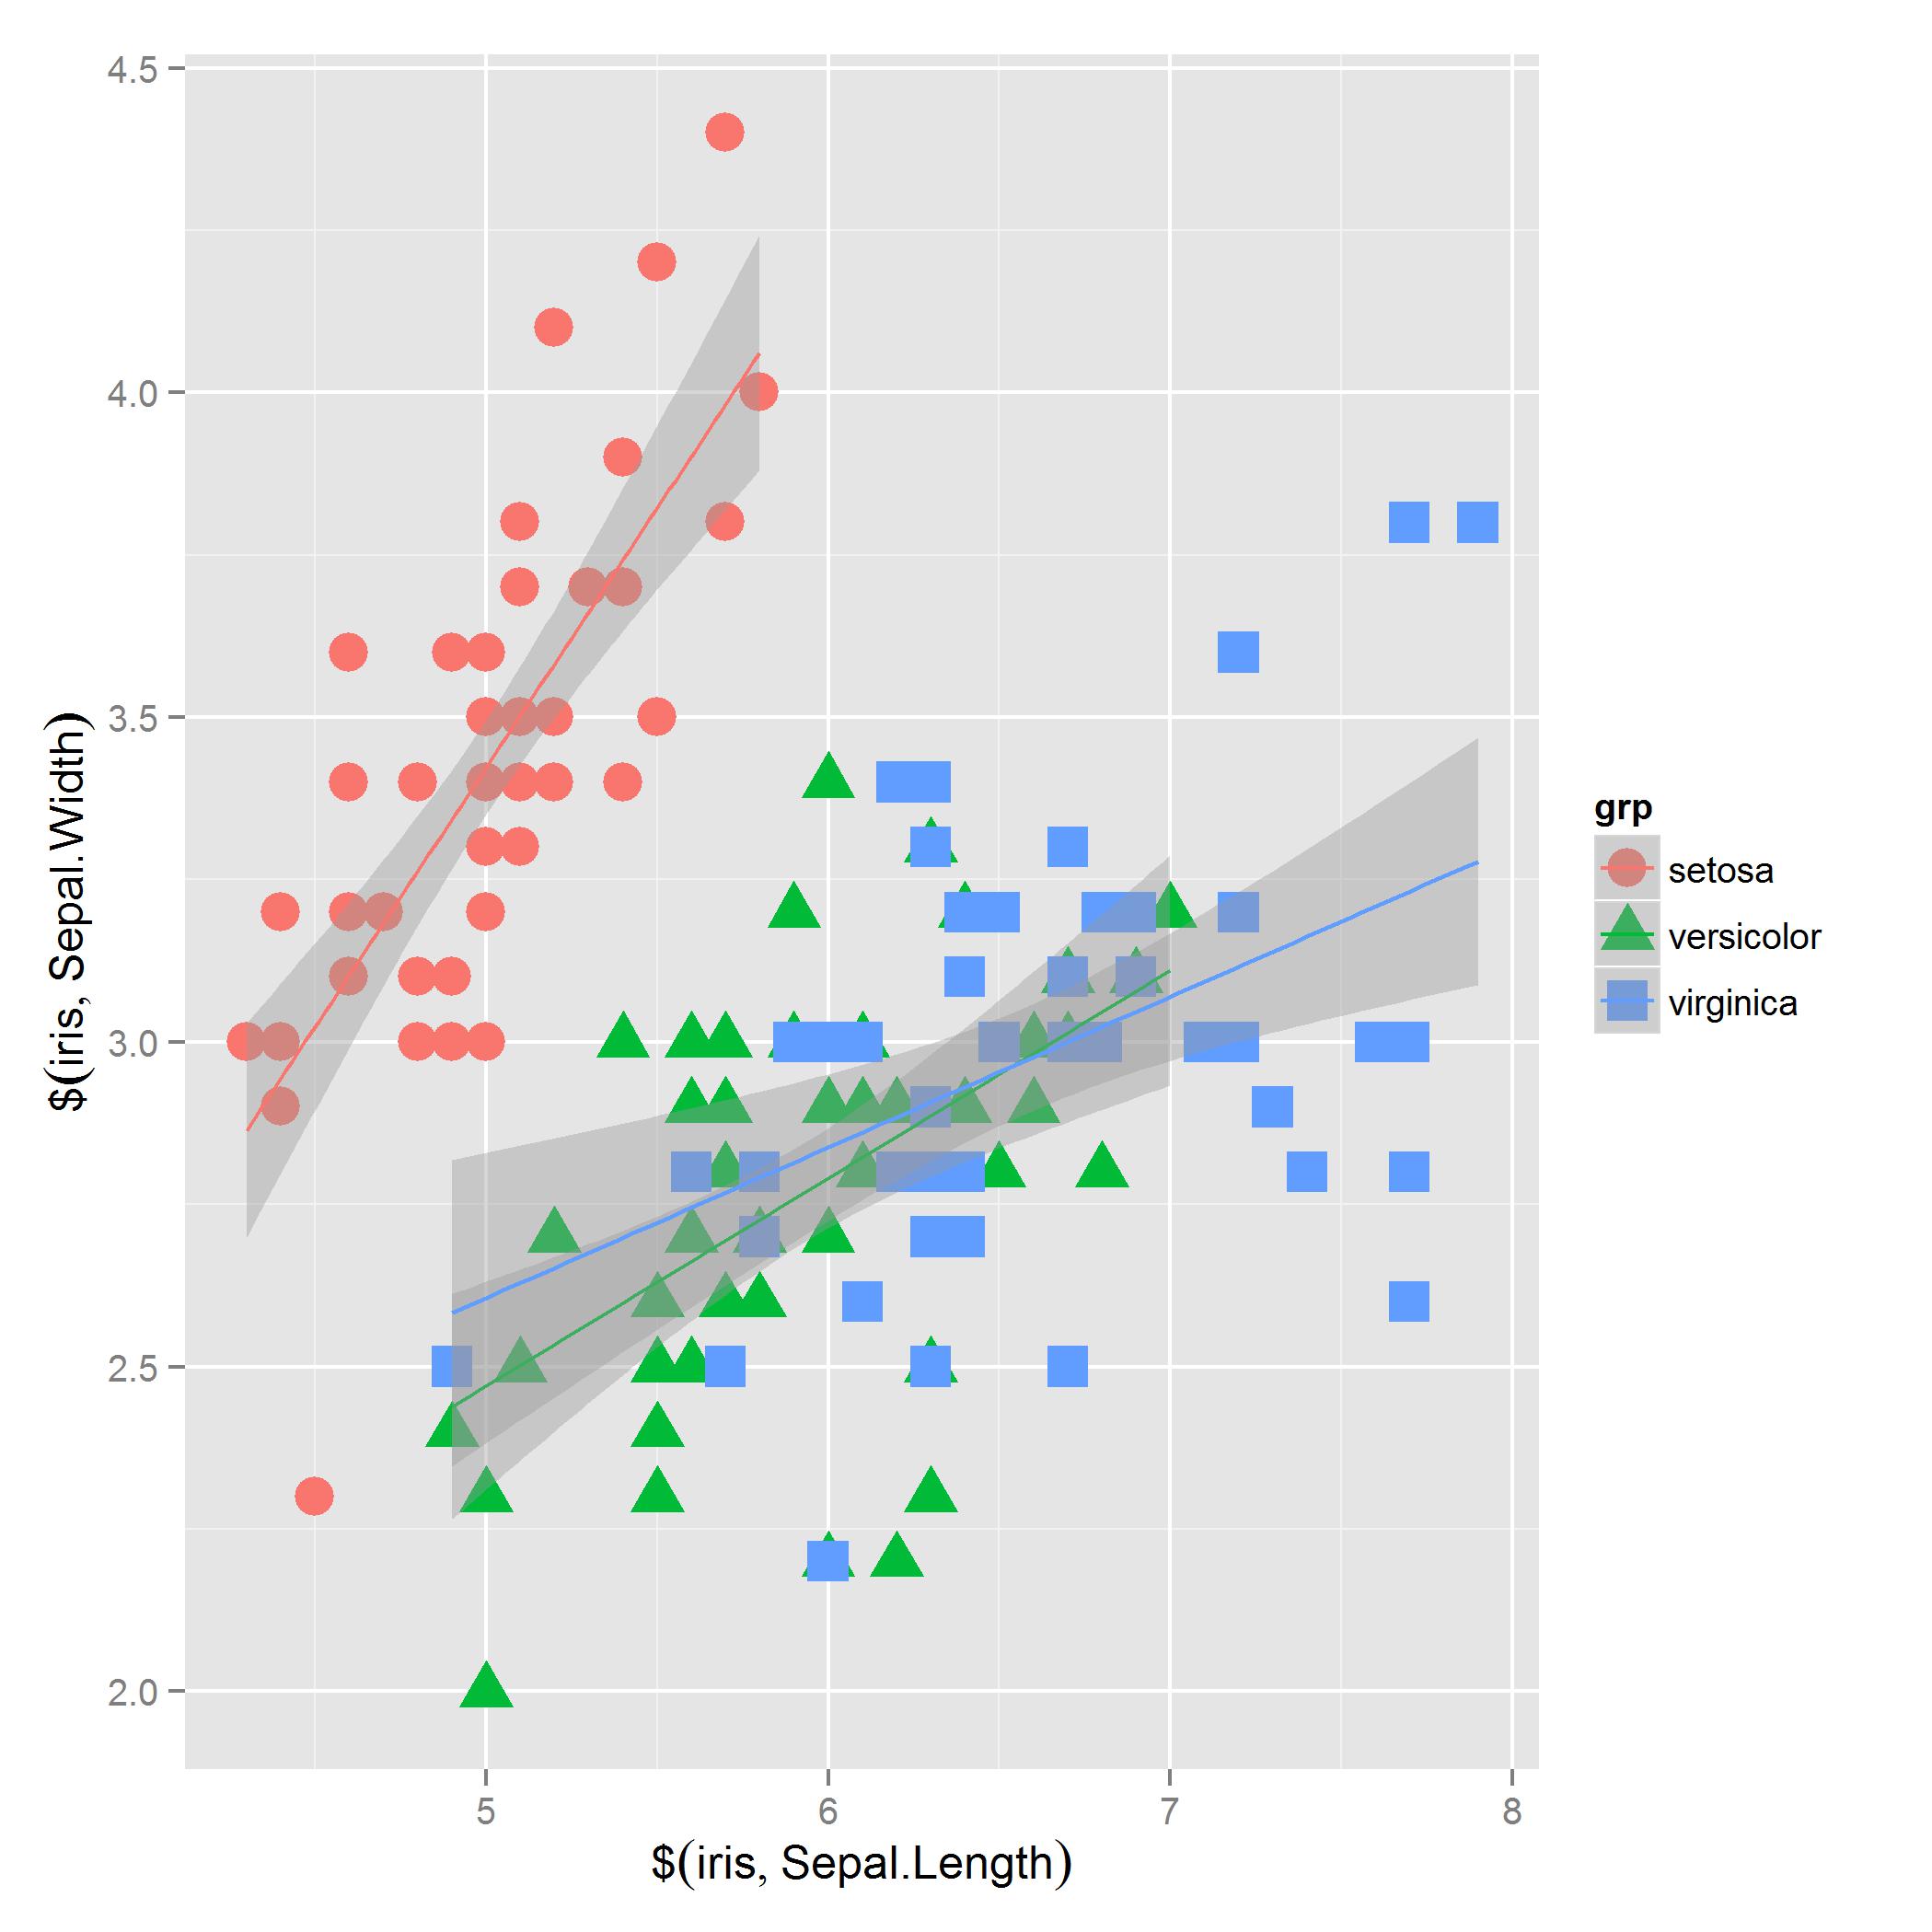 4.5
4.0
3.5
3.0
2.5
2.0
$(iris, Sepal.Width)
5 6 7 8
$(iris, Sepal.Length)
grp
setosa
versicolor
virginica